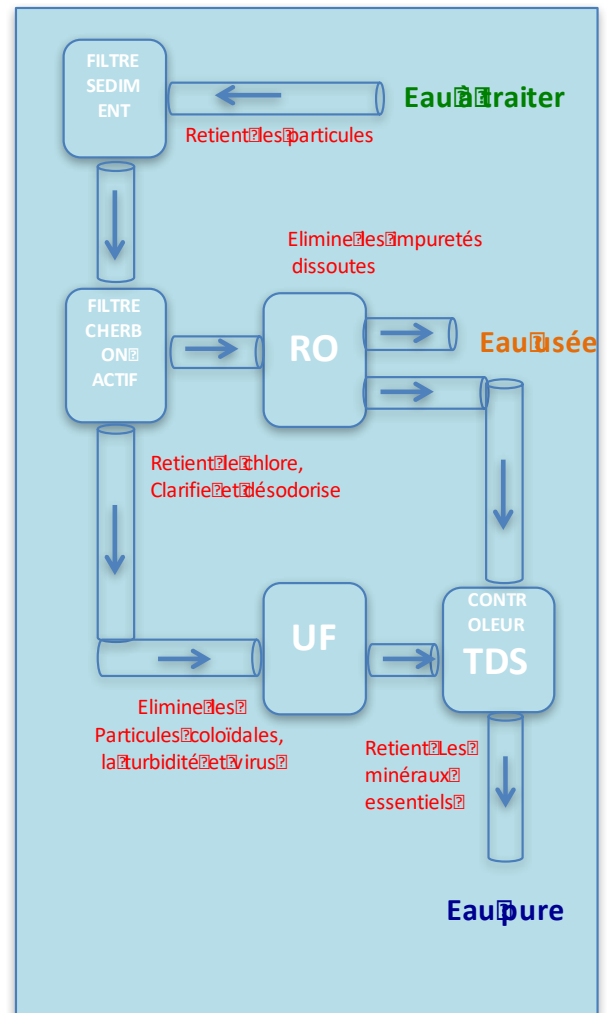 FILTRE
SEDIM
ENT
Eau à traiter
Retient les particules
Elimine les impuretés
dissoutes
FILTRE
CHERB
ON
ACTIF
RO
Eau usée
Retient le chlore,
Clarifie et désodorise
UF
CONTR
OLEUR
TDS
Elimine les
Particules coloïdales,
la turbidité et virus
Retient Les
minéraux
essentiels
Eau pure